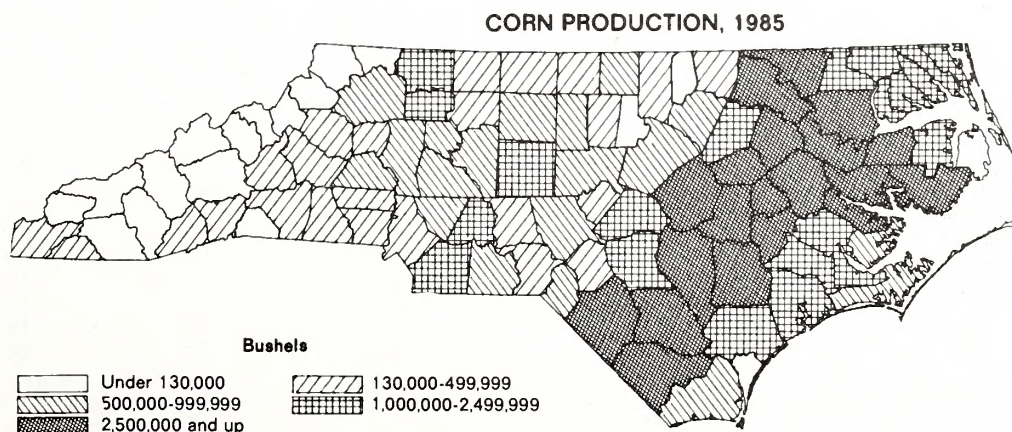 CORN PRODUCTION, 1985
Bushels
Under 130,000
130,000-499,999
500,000-999,999
1,000,000-2,499,999
2,500,000 and up